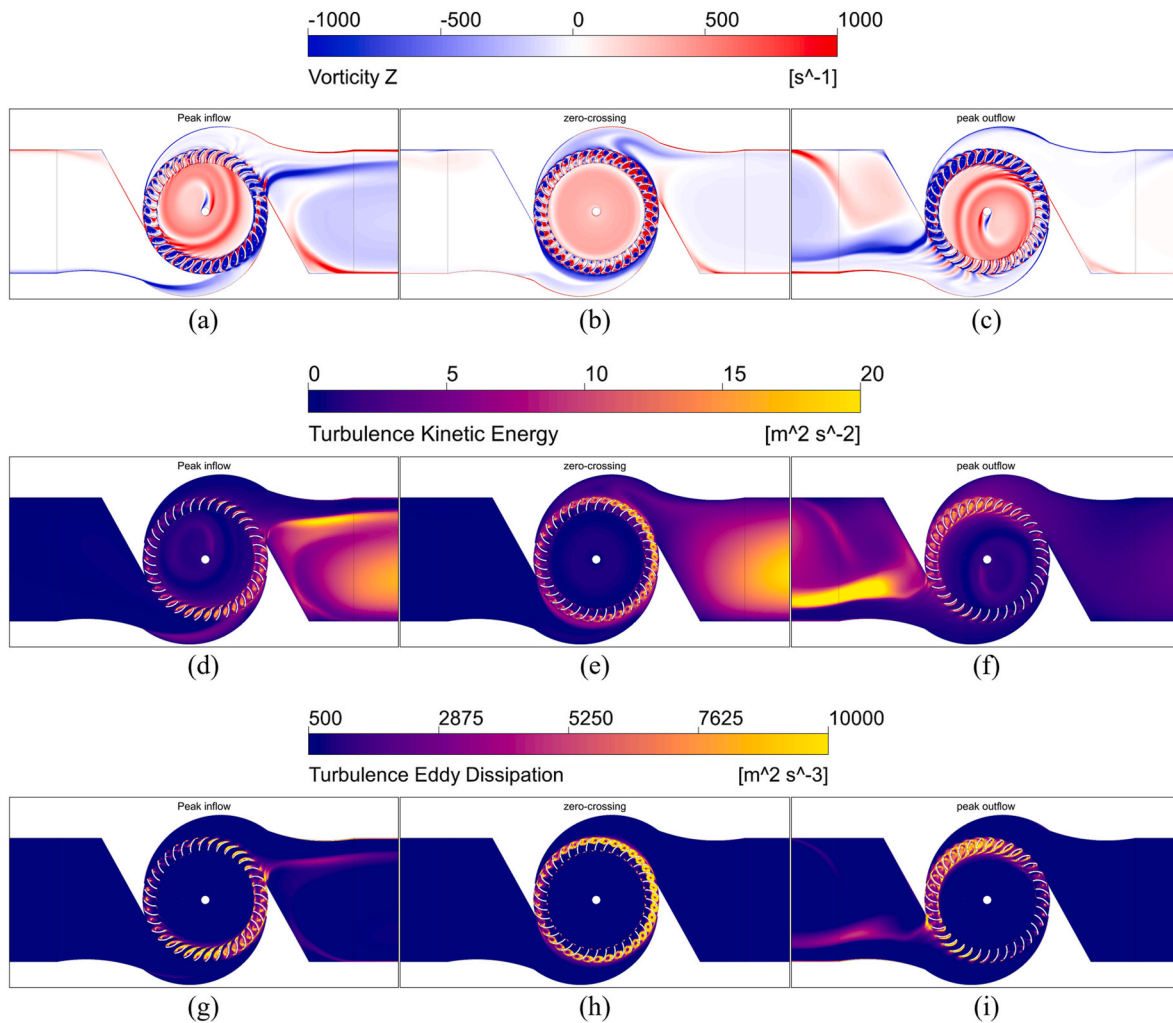 -1000 -500 0 500 1000
Vorticity Z [s^-1]
Peak inflow zero-crossing peak outflow
(a) (b) (c)
0 5 10 15 20
Turbulence Kinetic Energy [m^2 s^-2]
Peak inflow zero-crossing peak outflow
(d) (e) (f)
500 2875 5250 7625 10000
Turbulence Eddy Dissipation [m^2 s^-3]
Peak inflow zero-crossing peak outflow
(g) (h) (i)